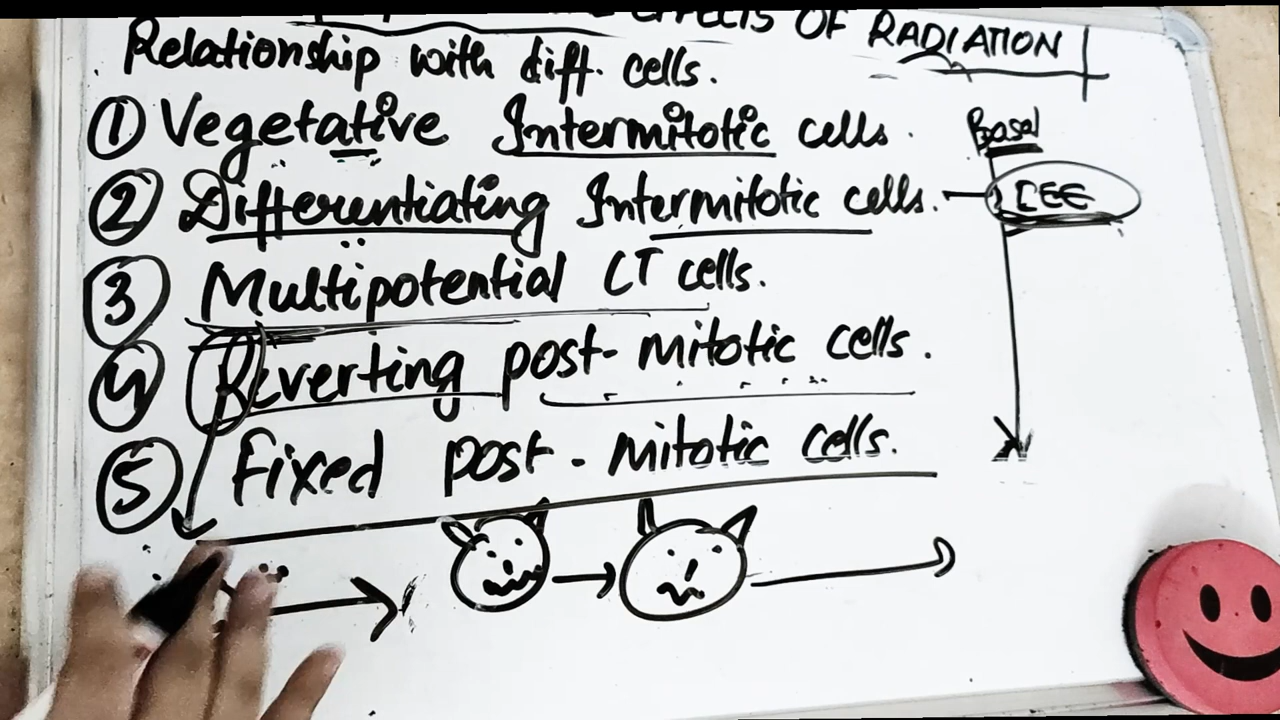 EFFECTS OF RADIATION
Relationship with diff. cells.
① Vegetative Intermitotic cells.
Basal
② Differentiating Intermitotic cells. IEE
③ Multipotential CT cells.
④ Reverting post-mitotic cells.
⑤ Fixed post-mitotic cells.